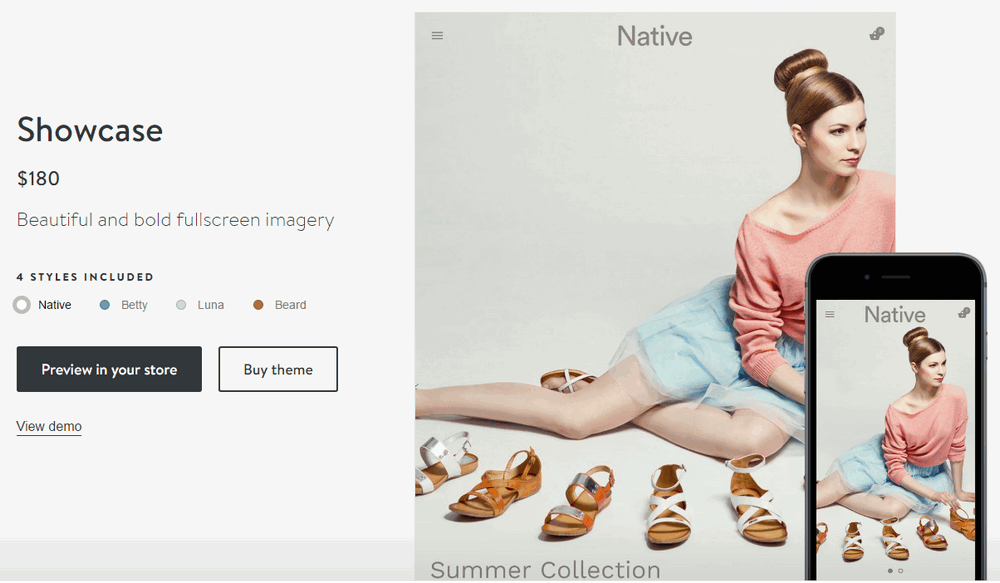 Showcase
$180
Beautiful and bold fullscreen imagery
4 STYLES INCLUDED
Native Betty Luna Beard
Preview in your store Buy theme
View demo
Native
Summer Collection
Native